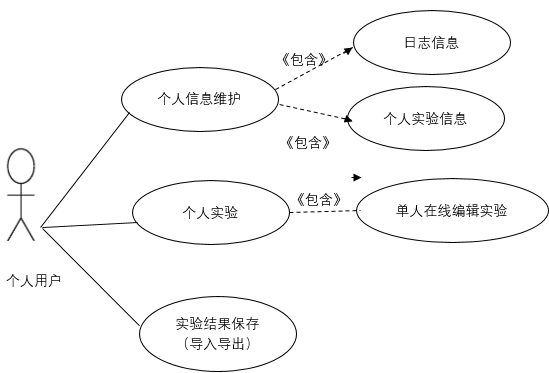 日志信息
《包含》
个人信息维护
个人实验信息
《包含》
《包含》
个人实验
单人在线编辑实验
个人用户
实验结果保存
（导入导出）